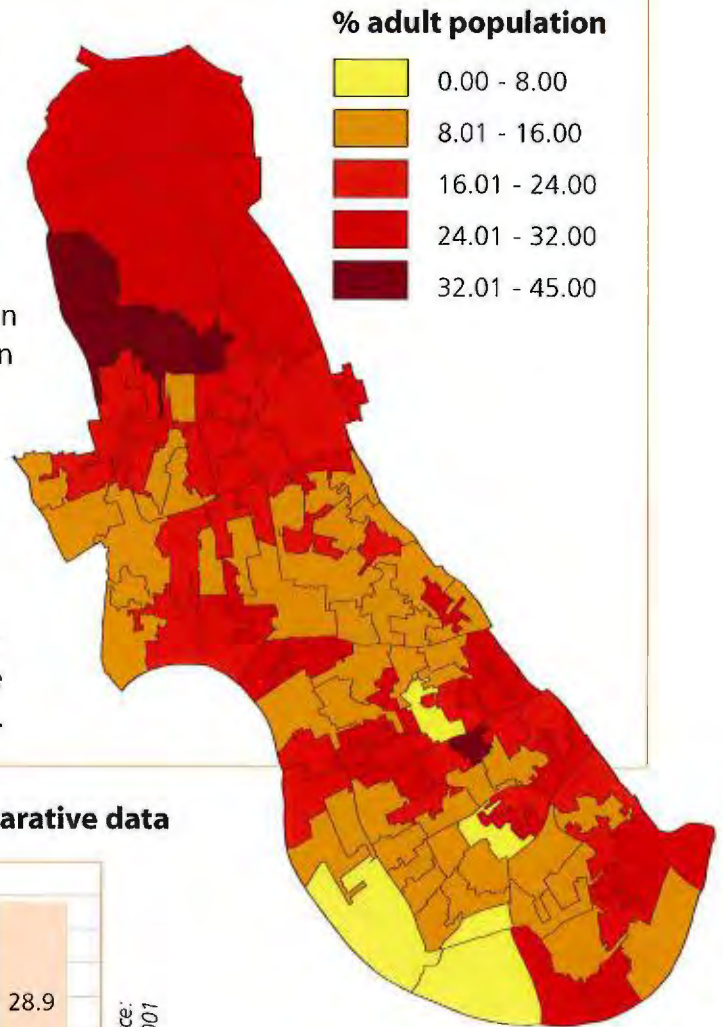 % adult population
0.00 - 8.00
8.01 - 16.00
16.01 - 24.00
24.01 - 32.00
32.01 - 45.00
arative data
28.9